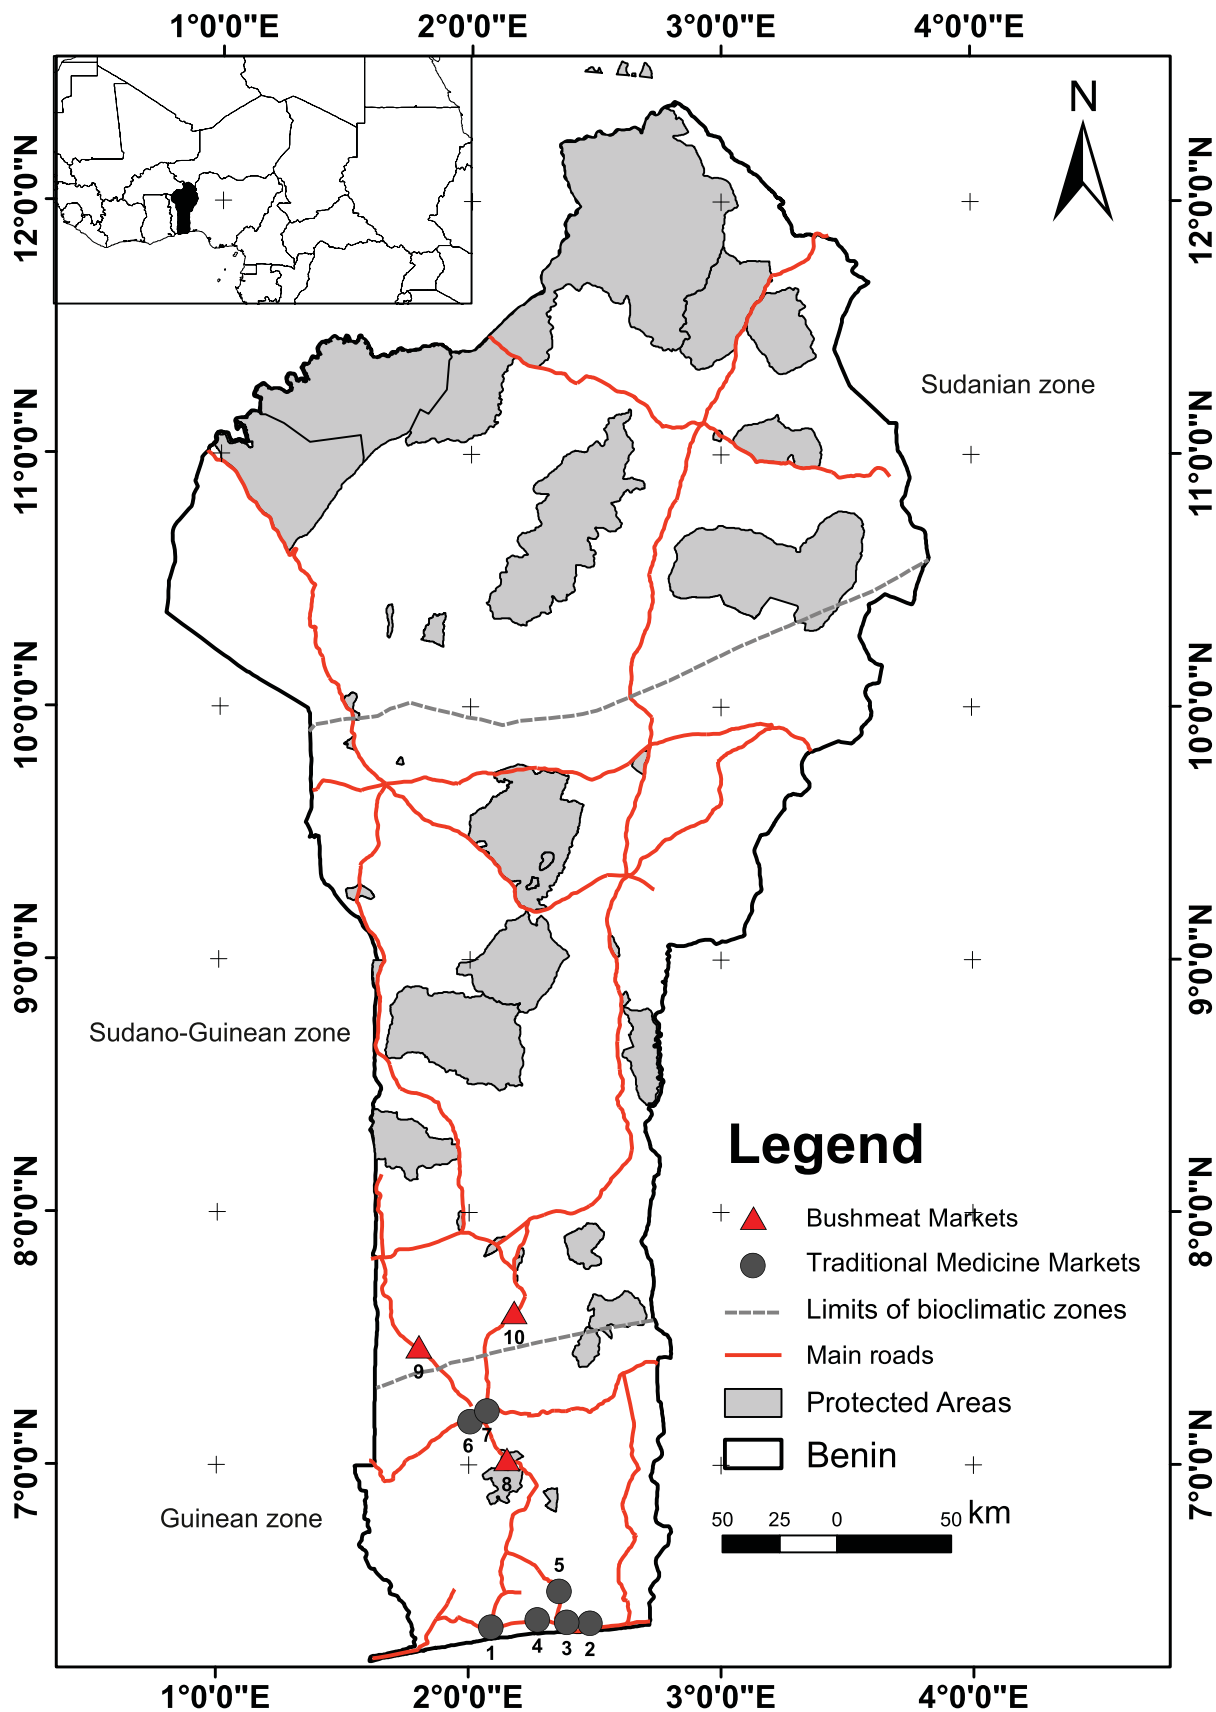 1°0'0"E 2°0'0"E 3°0'0"E 4°0'0"E
N
12°0'0"N 12°0'0"N
Sudanian zone
11°0'0"N 11°0'0"N
10°0'0"N 10°0'0"N
9°0'0"N 9°0'0"N
Sudano-Guinean zone
Legend
8°0'0"N 8°0'0"N
Bushmeat Markets
Traditional Medicine Markets
Limits of bioclimatic zones
Main roads
Protected Areas
Benin
10
9
6 7
8
7°0'0"N 7°0'0"N
Guinean zone
50 25 0 50 km
5
1 4 3 2
1°0'0"E 2°0'0"E 3°0'0"E 4°0'0"E